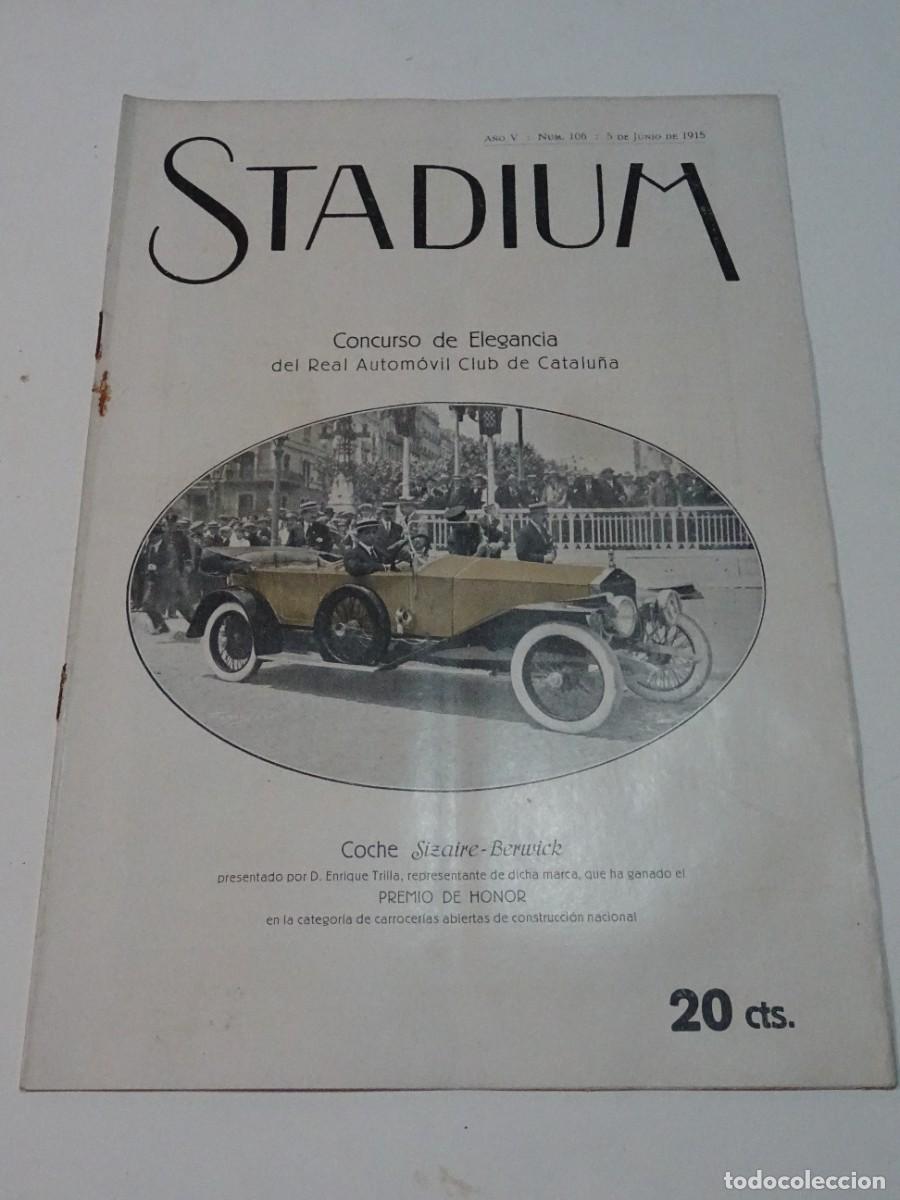 Año V : Núm. 106 : 5 de Junio de 1915
STADIUM
Concurso de Elegancia
del Real Automóvil Club de Cataluña
Coche Sizaire-Berwick
presentado por D. Enrique Trilla, representante de dicha marca, que ha ganado el
PREMIO DE HONOR
en la categoría de carrocerías abiertas de construcción nacional
20 cts.
todocoleccion